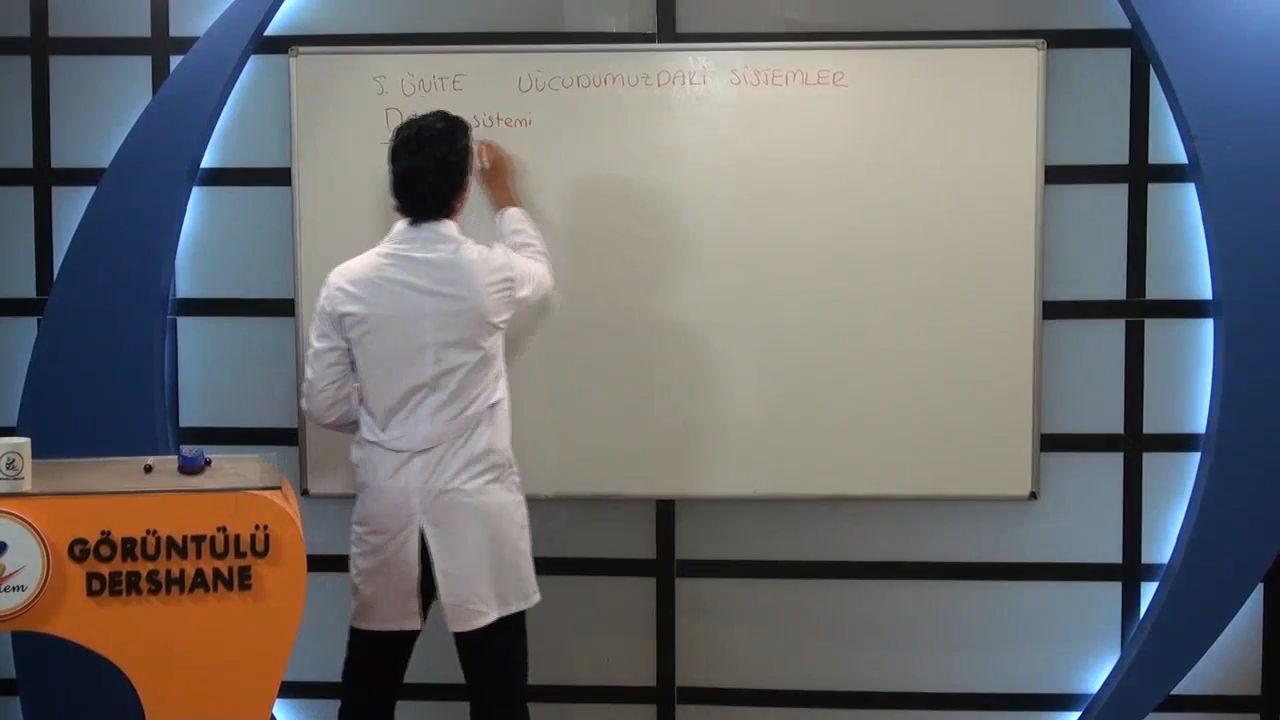 5. ÜNİTE VÜCUDUMUZDAKİ SİSTEMLER
sistemi
GÖRÜNTÜLÜ
DERSHANE